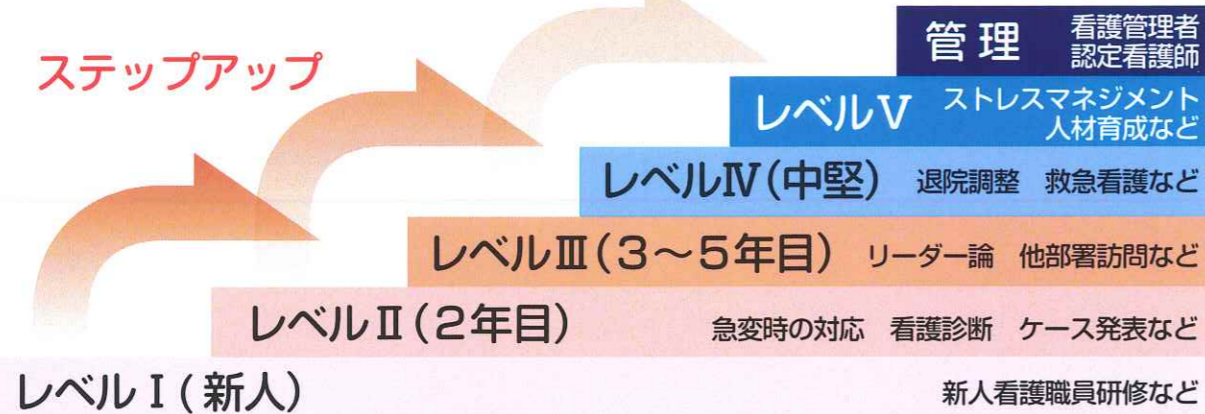 ステップアップ
管理 看護管理者
認定看護師
レベルⅤ ストレスマネジメント
人材育成など
レベルⅣ(中堅) 退院調整 救急看護など
レベルⅢ(3〜5年目) リーダー論 他部署訪問など
レベルⅡ(2年目) 急変時の対応 看護診断 ケース発表など
レベルⅠ(新人) 新人看護職員研修など